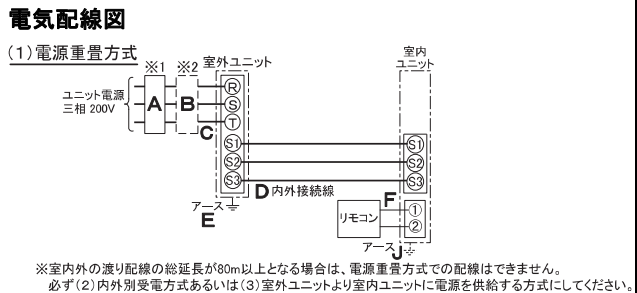 電気配線図
(1)電源重畳方式
※1 ※2 室外ユニット
室内
ユニット
ユニット電源
三相 200V
A B C
R
S
T
S1
S2
S3
S1
S2
S3
D 内外接続線
アース
E
リモコン
F
①
②
アース J
※室内外の渡り配線の総延長が80m以上となる場合は、電源重畳方式での配線はできません。
必ず(2)内外別受電方式あるいは(3)室外ユニットより室内ユニットに電源を供給する方式にしてください。